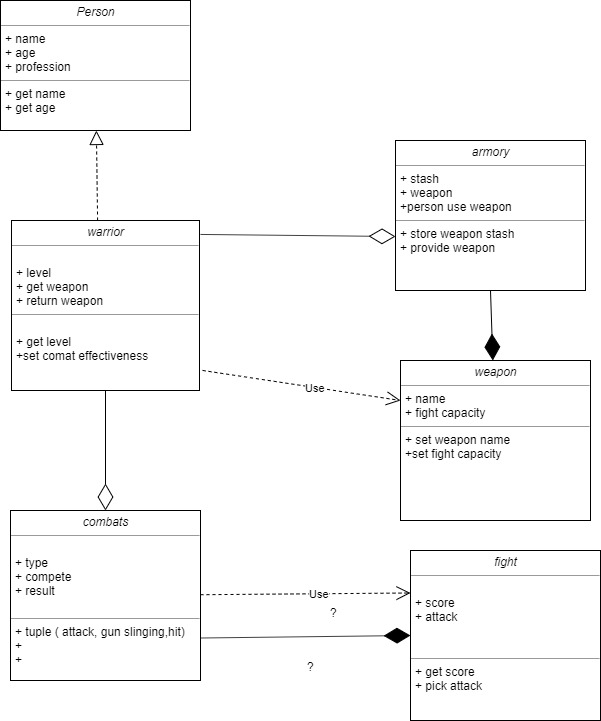 Person
+ name
+ age
+ profession
+ get name
+ get age
armory
+ stash
+ weapon
+person use weapon
+ store weapon stash
+ provide weapon
warrior
+ level
+ get weapon
+ return weapon
+ get level
+set comat effectiveness
Use
weapon
+ name
+ fight capacity
+ set weapon name
+set fight capacity
combats
+ type
+ compete
+ result
+ tuple ( attack, gun slinging,hit)
+
+
Use
?
?
fight
+ score
+ attack
+ get score
+ pick attack